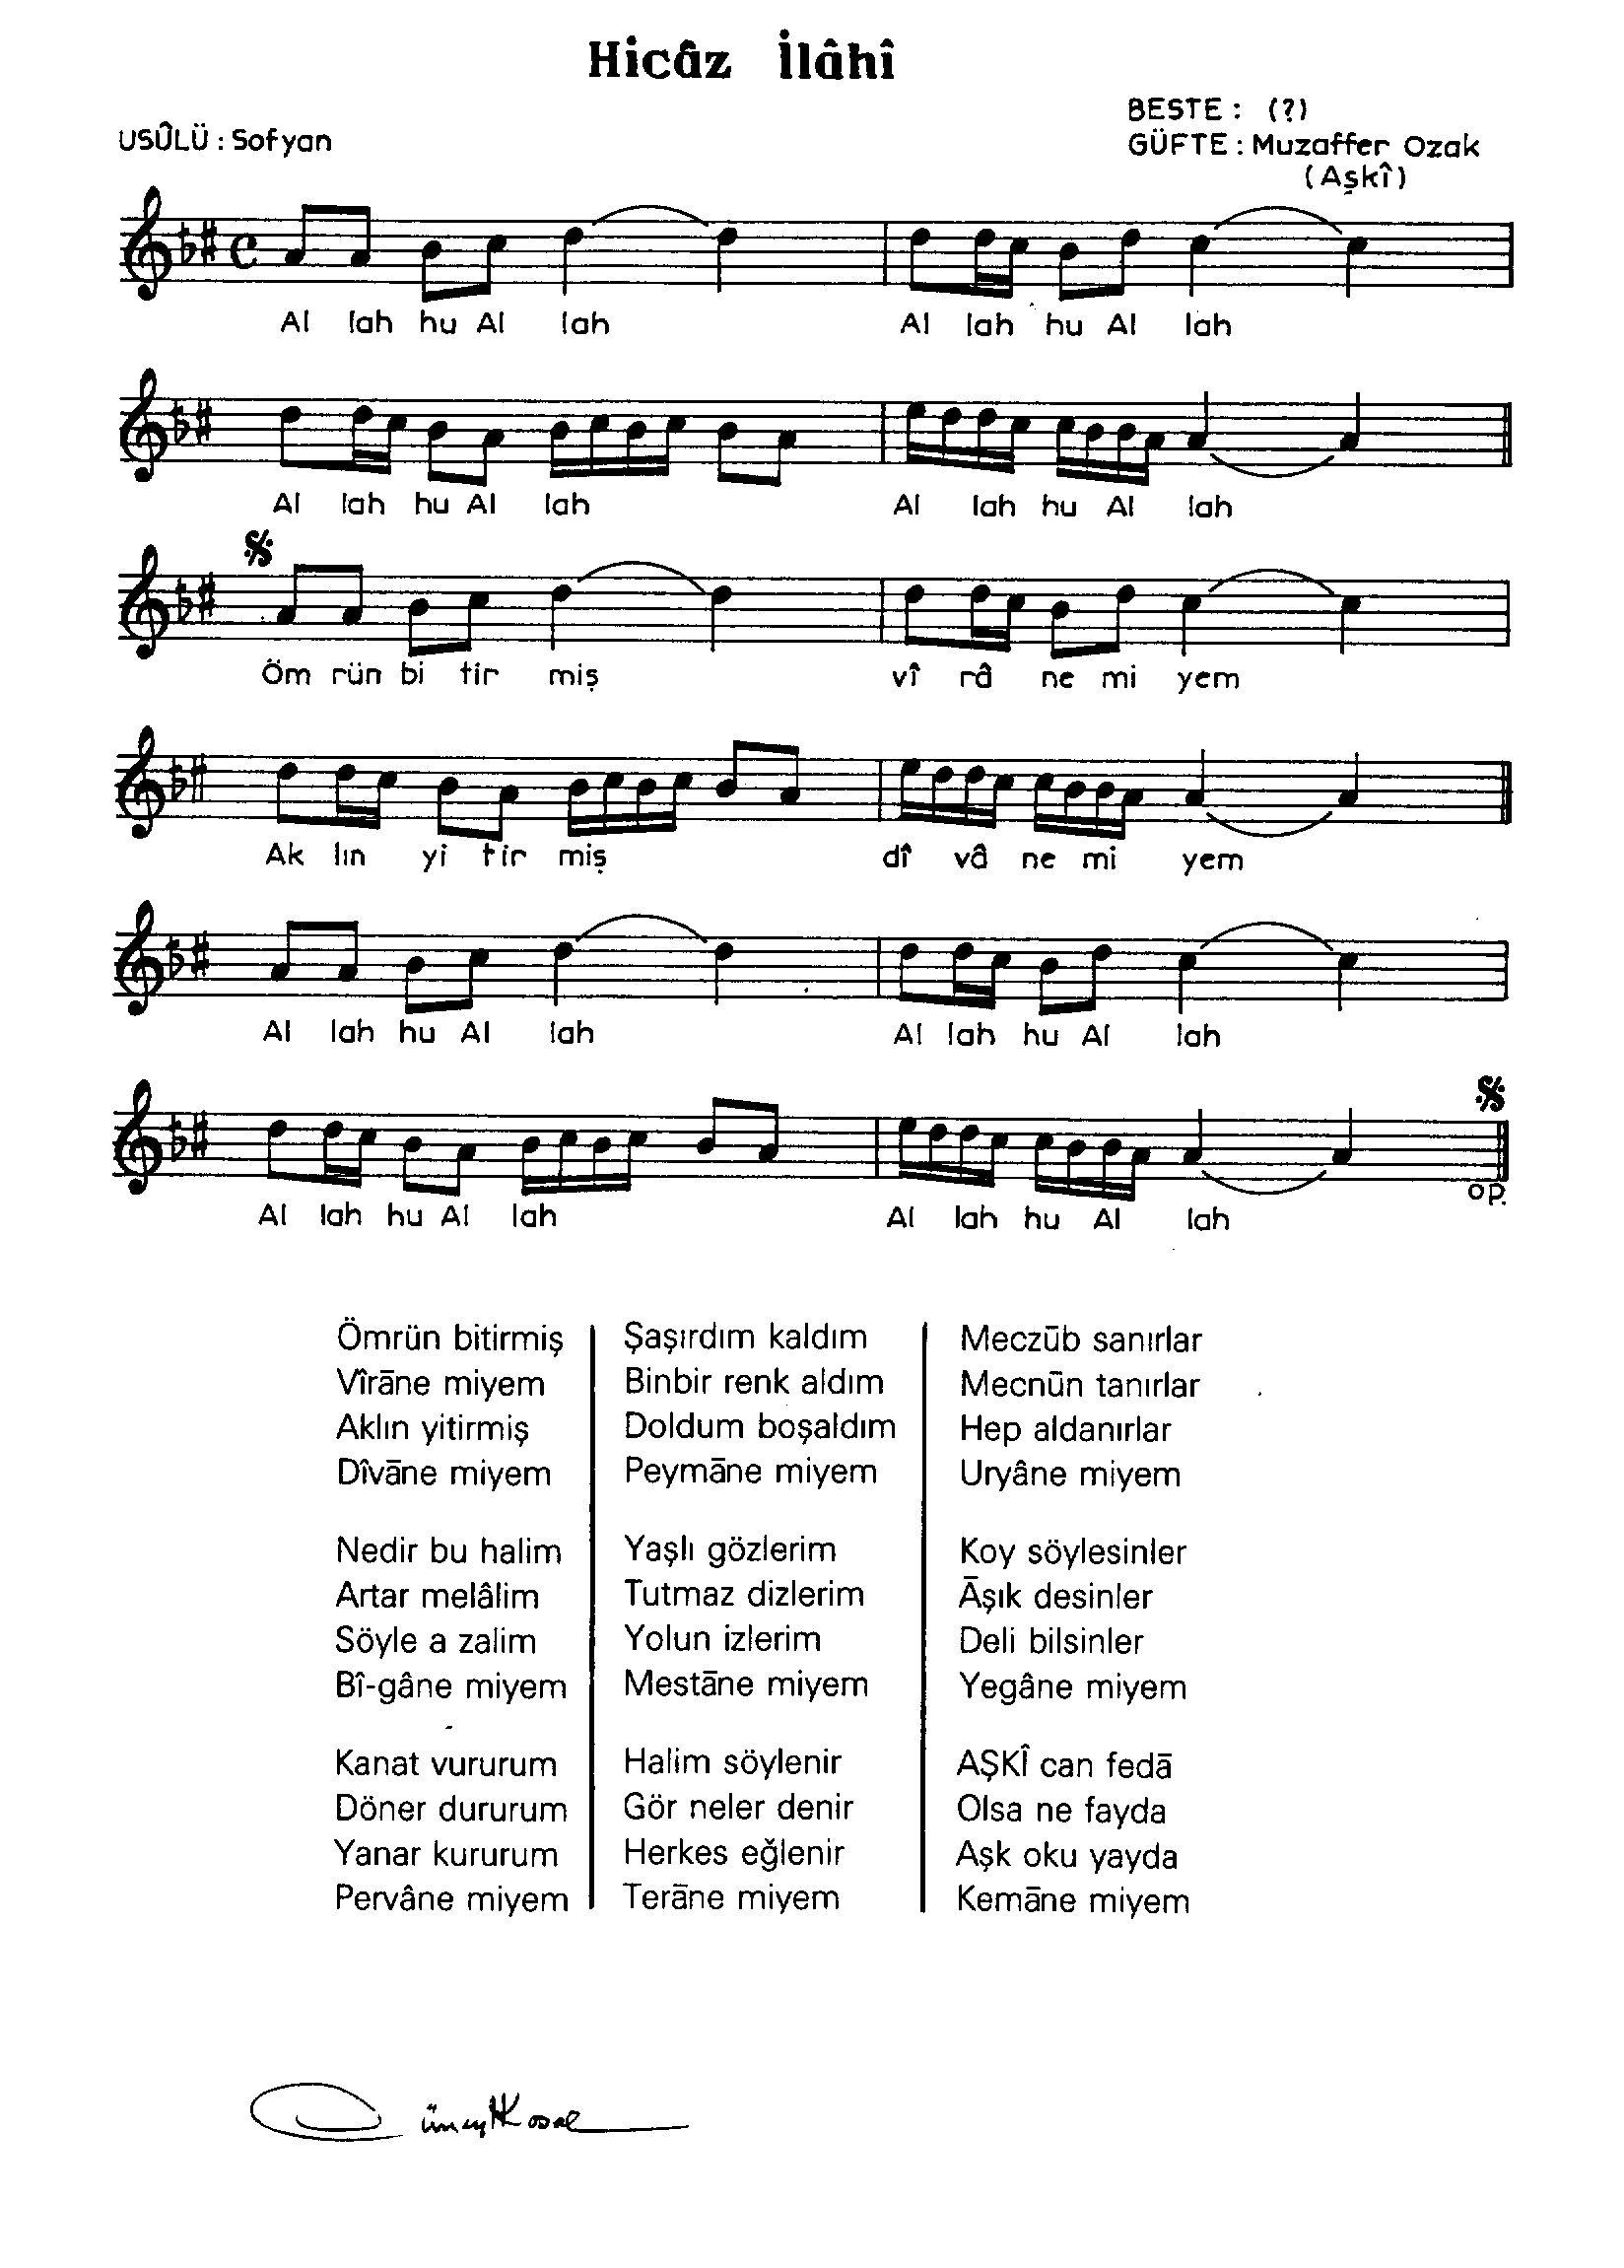 Hicâz İlâhî
BESTE : (?)
USÛLÜ : Sofyan
GÜFTE : Muzaffer Ozak
(Aşkî)
Al lah hu Al lah Al lah hu Al lah
Al lah hu Al lah Al lah hu Al lah
Öm rün bi tir miş vî râ ne mi yem
Ak lın yi tir miş dî vâ ne mi yem
Al lah hu Al lah Al lah hu Al lah
op.
Al lah hu Al lah Al lah hu Al lah
Ömrün bitirmiş
Vîrāne miyem
Aklın yitirmiş
Dîvāne miyem
Nedir bu halim
Artar melâlim
Söyle a zalim
Bî-gâne miyem
Kanat vururum
Döner dururum
Yanar kururum
Pervâne miyem
Şaşırdım kaldım
Binbir renk aldım
Doldum boşaldım
Peymāne miyem
Yaşlı gözlerim
Tutmaz dizlerim
Yolun izlerim
Mestāne miyem
Halim söylenir
Gör neler denir
Herkes eğlenir
Terāne miyem
Meczūb sanırlar
Mecnūn tanırlar
Hep aldanırlar
Uryâne miyem
Koy söylesinler
Āşık desinler
Deli bilsinler
Yegâne miyem
AŞKÎ can fedā
Olsa ne fayda
Aşk oku yayda
Kemāne miyem
Cüneyt Kosal